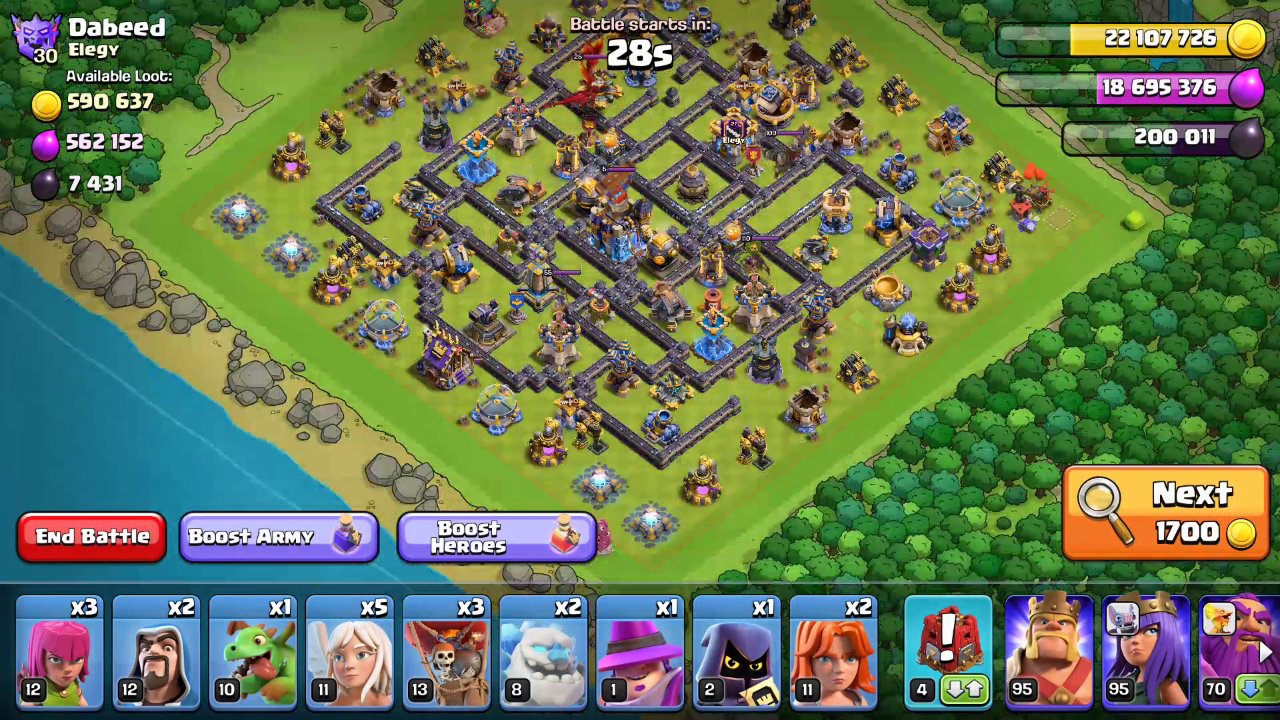 Dabeed
30
Elegy
Available Loot:
590 637
562 152
7 431
Battle starts in:
28s
22 107 726
18 695 376
200 011
Elegy
End Battle
Boost Army
Boost Heroes
Next
1700
x3
x2
x1
x5
x3
x2
x1
x1
x2
!
12
12
10
11
13
8
1
2
11
4
95
95
70